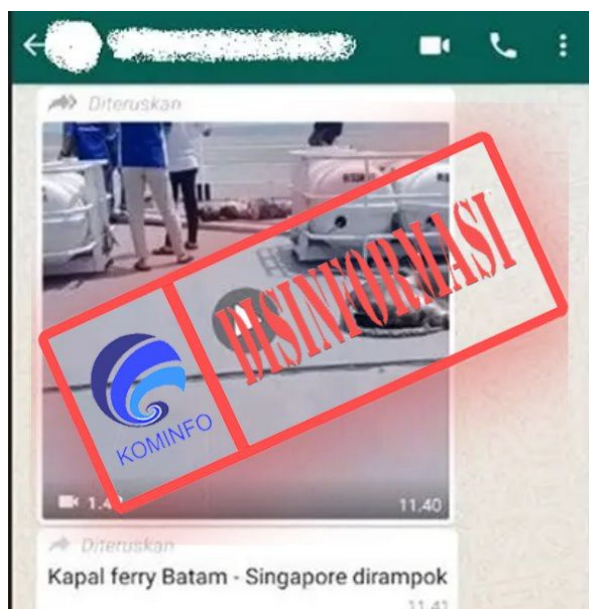 Diteruskan
DISINFORMASI
KOMINFO
11.40
Diteruskan
Kapal ferry Batam - Singapore dirampok
11.41